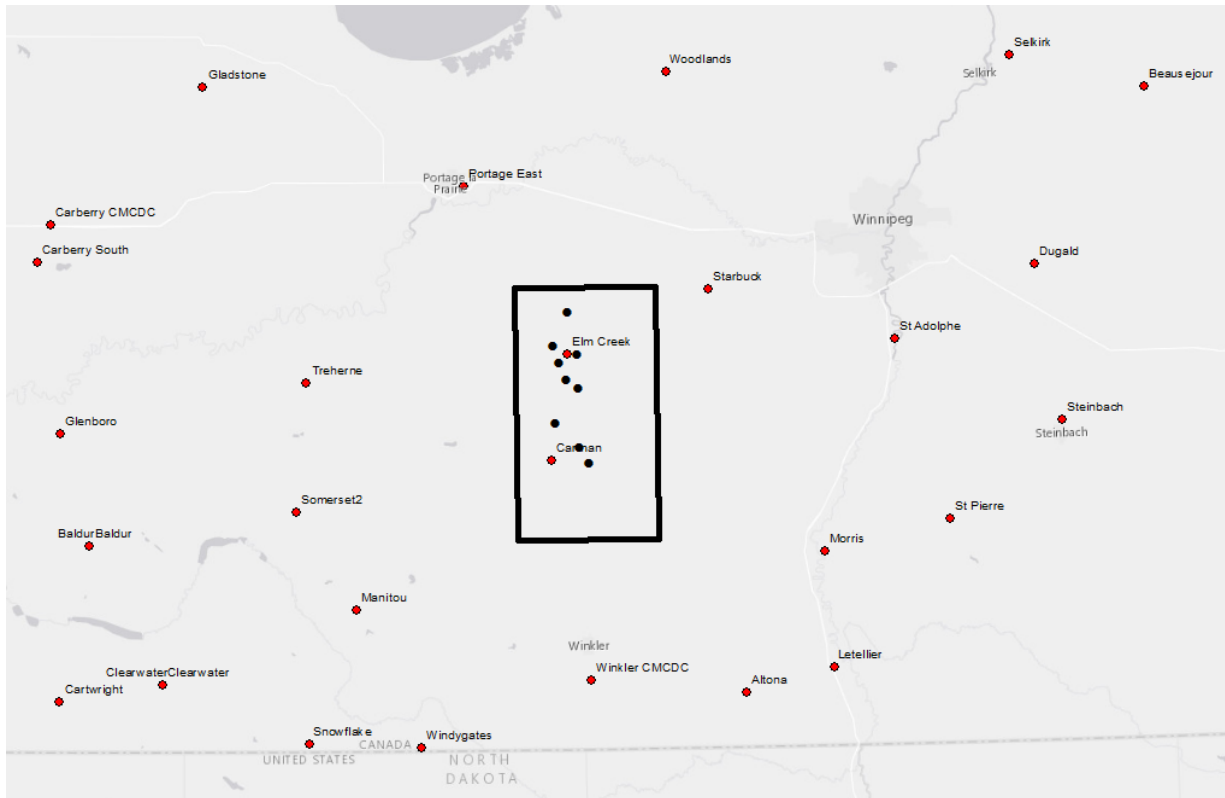 Selkirk
Woodlands
Gladstone
Selkirk
Beausejour
Portage la
Prairie
Portage East
Carberry CMCDC
Winnipeg
Carberry South
Dugald
Starbuck
St Adolphe
Elm Creek
Treherne
Glenboro
Steinbach
Steinbach
Carman
Somerset2
St Pierre
BaldurBaldur
Morris
Manitou
Winkler
Letellier
Winkler CMCDC
ClearwaterClearwater
Altona
Cartwright
Snowflake
Windygates
CANADA
UNITED STATES
NORTH
DAKOTA